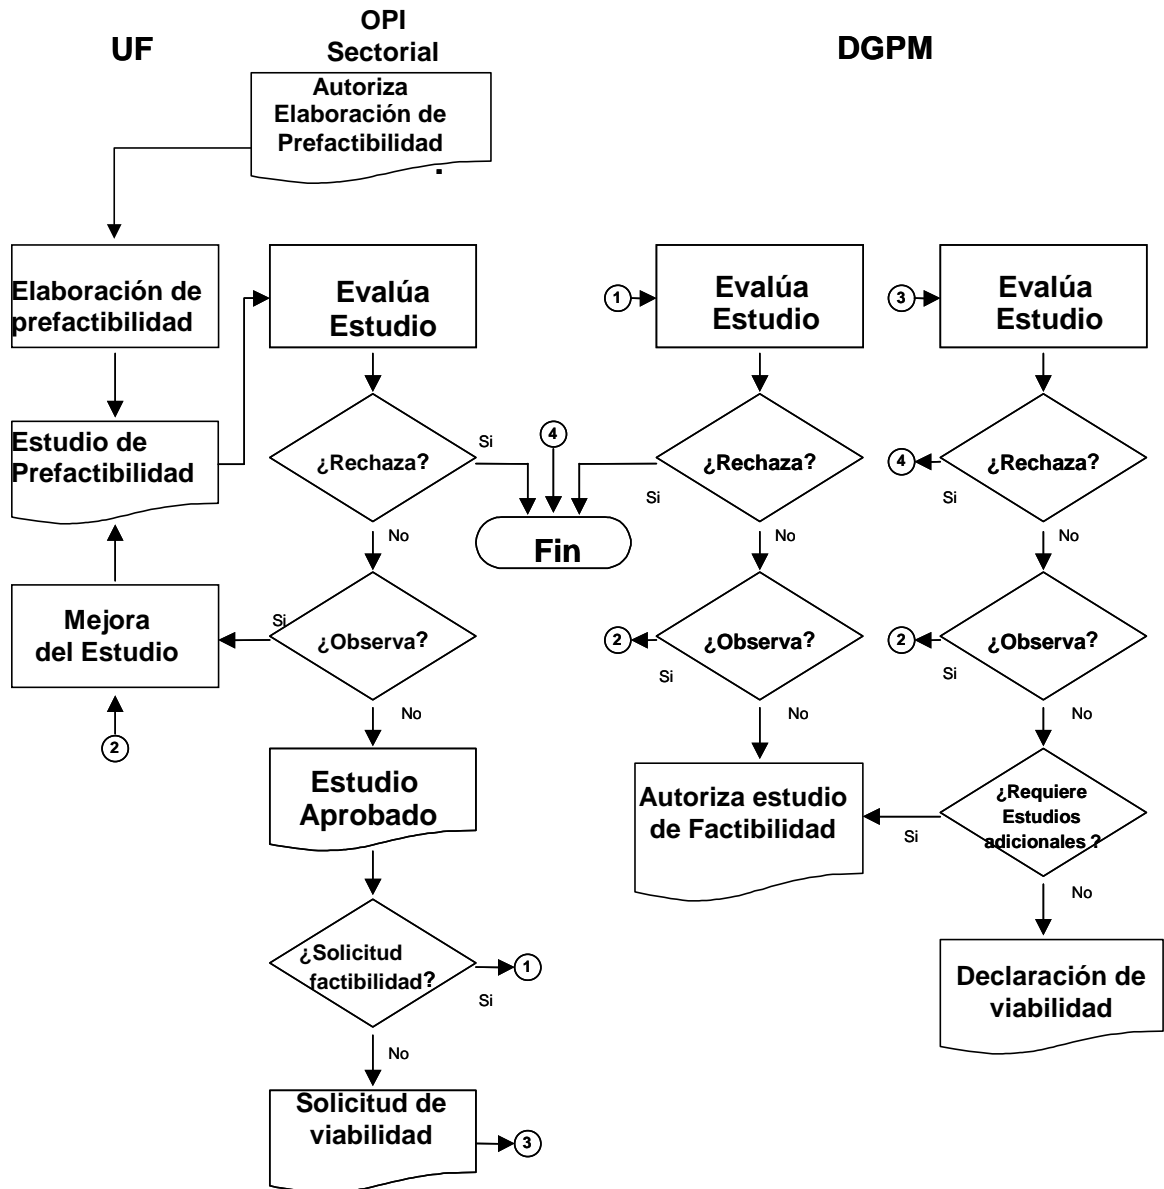 UF
OPI
Sectorial
DGPM
Autoriza
Elaboración de
Prefactibilidad
.
Elaboración de
prefactibilidad
Evalúa
Estudio
1
Evalúa
Estudio
3
Evalúa
Estudio
Estudio de
Prefactibilidad
¿Rechaza?
Si
No
4
Fin
¿Rechaza?
Si
No
4
¿Rechaza?
Si
No
Mejora
del Estudio
2
Si
¿Observa?
No
2
¿Observa?
Si
No
2
¿Observa?
Si
No
Estudio
Aprobado
Autoriza estudio
de Factibilidad
¿Requiere
Estudios
adicionales ?
Si
No
¿Solicitud
factibilidad?
1
Si
No
Declaración de
viabilidad
Solicitud de
viabilidad
3